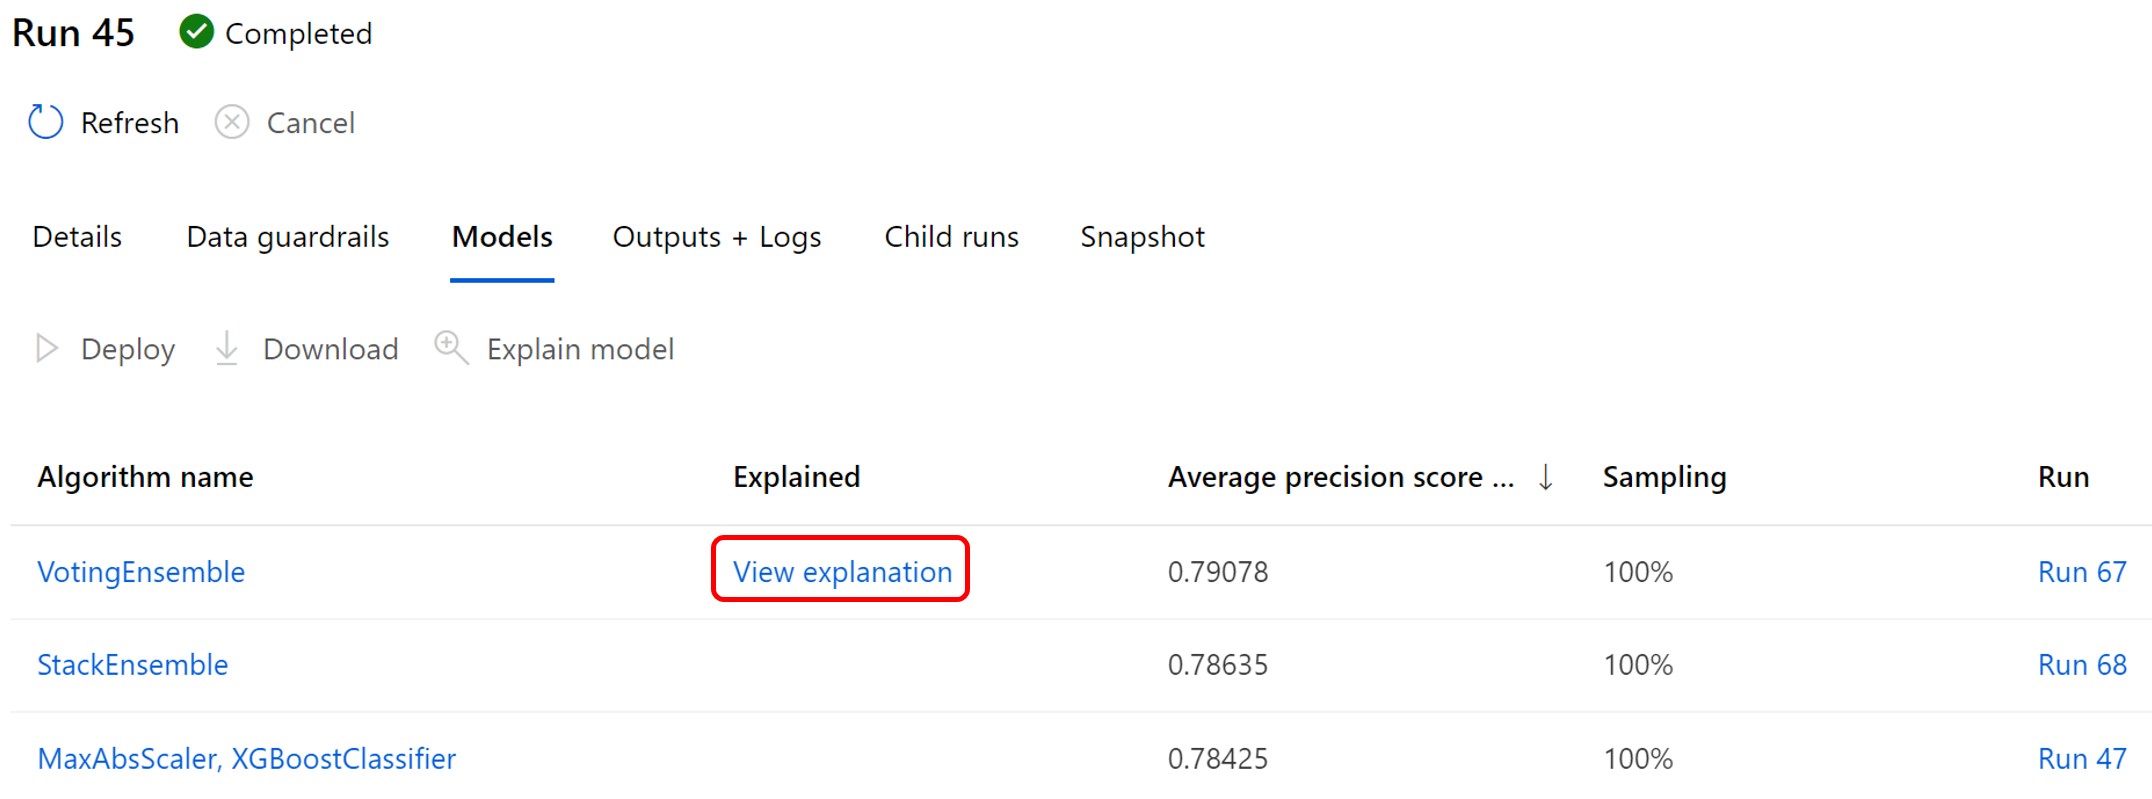 Run 45 Completed
Refresh Cancel
Details Data guardrails Models Outputs + Logs Child runs Snapshot
Deploy Download Explain model
Algorithm name Explained Average precision score ... ↓ Sampling Run
VotingEnsemble View explanation 0.79078 100% Run 67
StackEnsemble 0.78635 100% Run 68
MaxAbsScaler, XGBoostClassifier 0.78425 100% Run 47